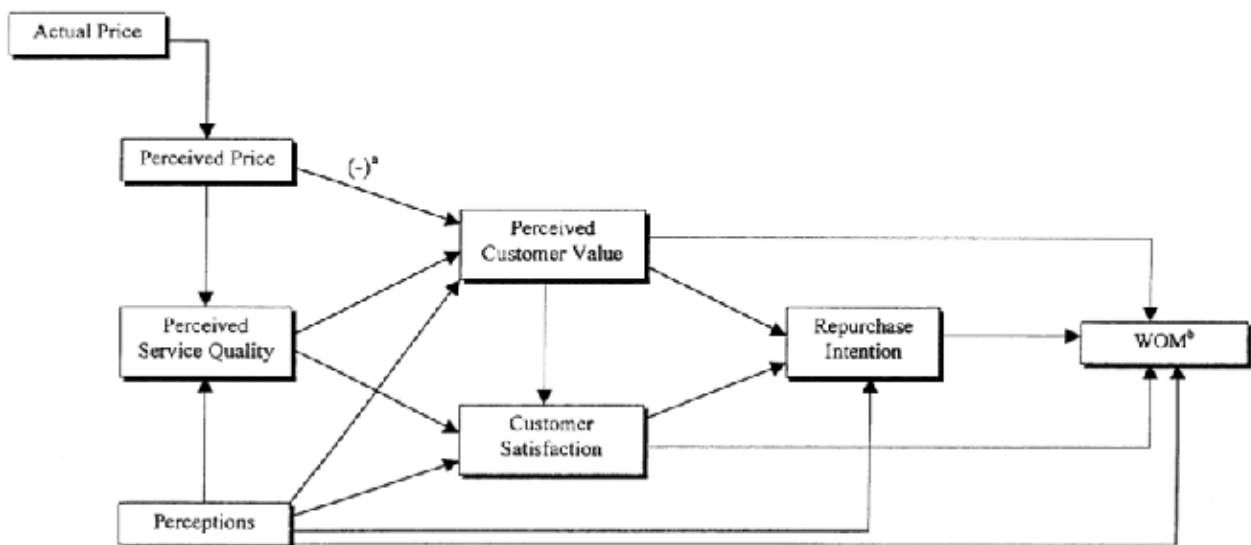 Actual Price
Perceived Price
(-)ᵃ
Perceived
Customer Value
Perceived
Service Quality
Repurchase
Intention
WOMᵇ
Customer
Satisfaction
Perceptions